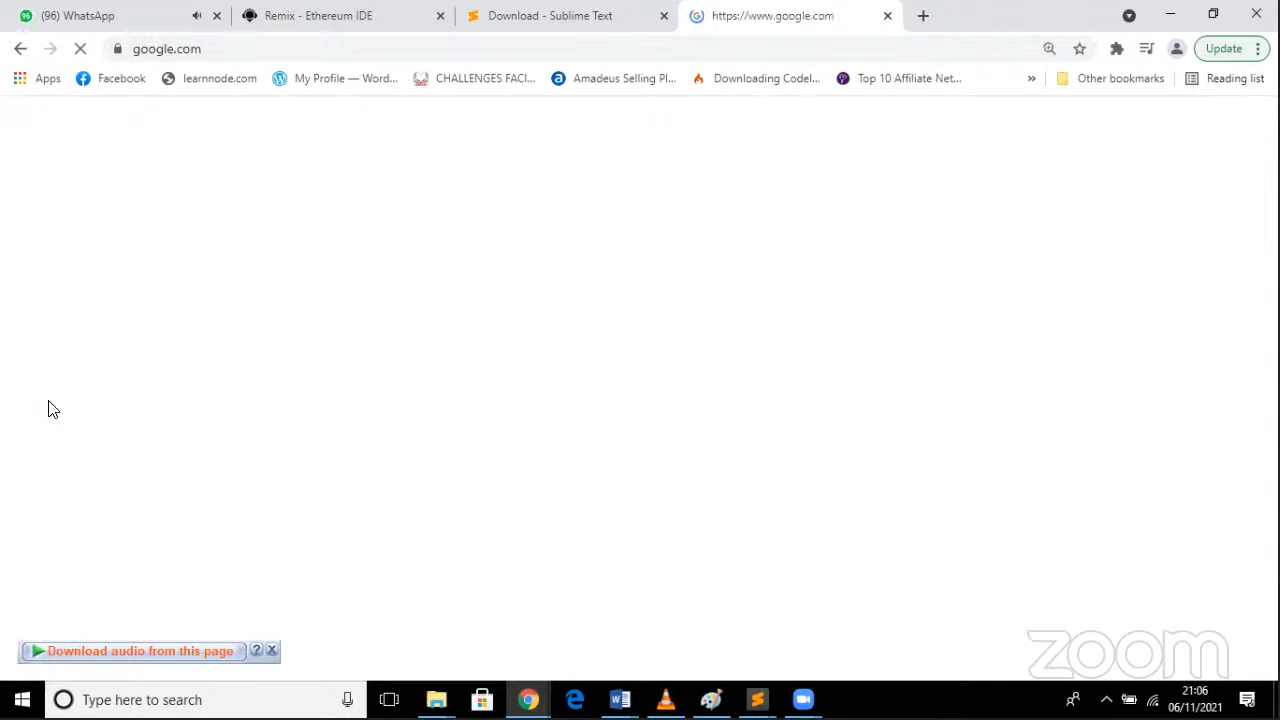 96 (96) WhatsApp
Remix - Ethereum IDE
Download - Sublime Text
https://www.google.com
google.com
Update
Apps
Facebook
learnnode.com
My Profile — Word...
CHALLENGES FACI...
Amadeus Selling Pl...
Downloading CodeI...
Top 10 Affiliate Net...
»
Other bookmarks
Reading list
Download audio from this page
?
zoom
Type here to search
21:06
06/11/2021